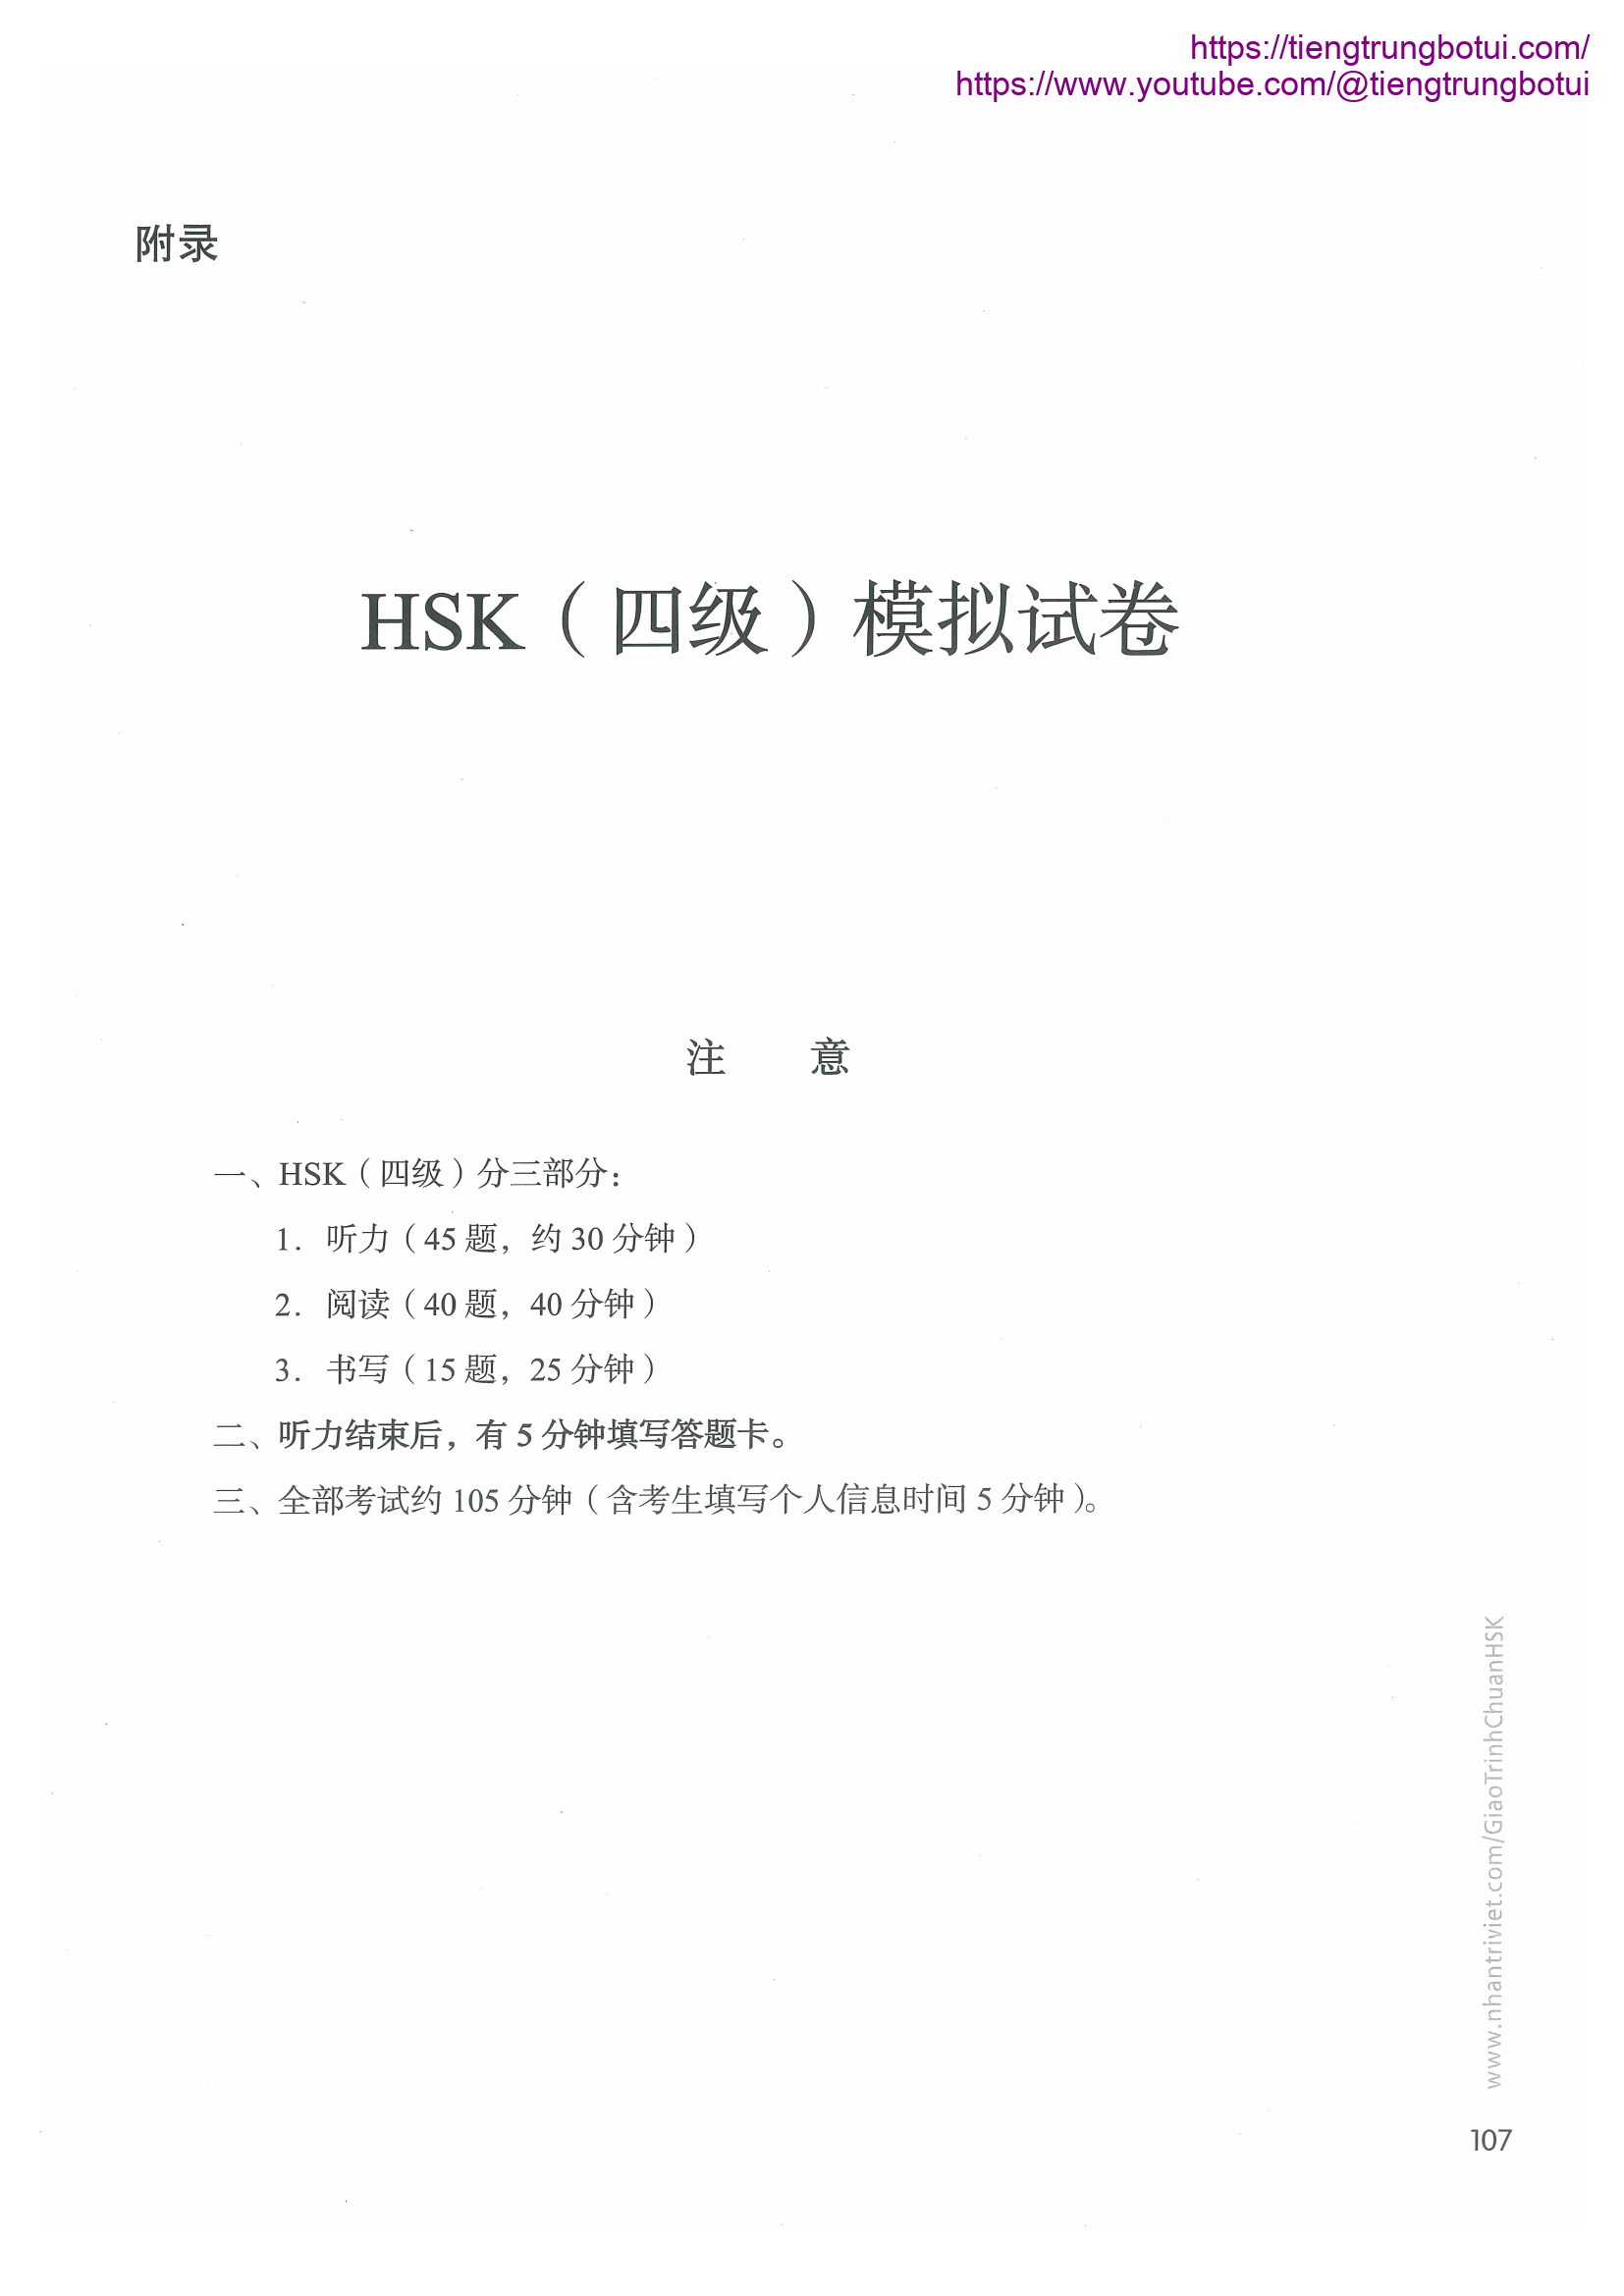 https://tiengtrungbotui.com/
https://www.youtube.com/@tiengtrungbotui
附录
HSK（四级）模拟试卷
注 意
一、HSK（四级）分三部分：
1. 听力（45 题，约 30 分钟）
2. 阅读（40 题，40 分钟）
3. 书写（15 题，25 分钟）
二、听力结束后，有 5 分钟填写答题卡。
三、全部考试约 105 分钟（含考生填写个人信息时间 5 分钟）。
www.nhantriviet.com/GiaoTrinhChuanHSK
107